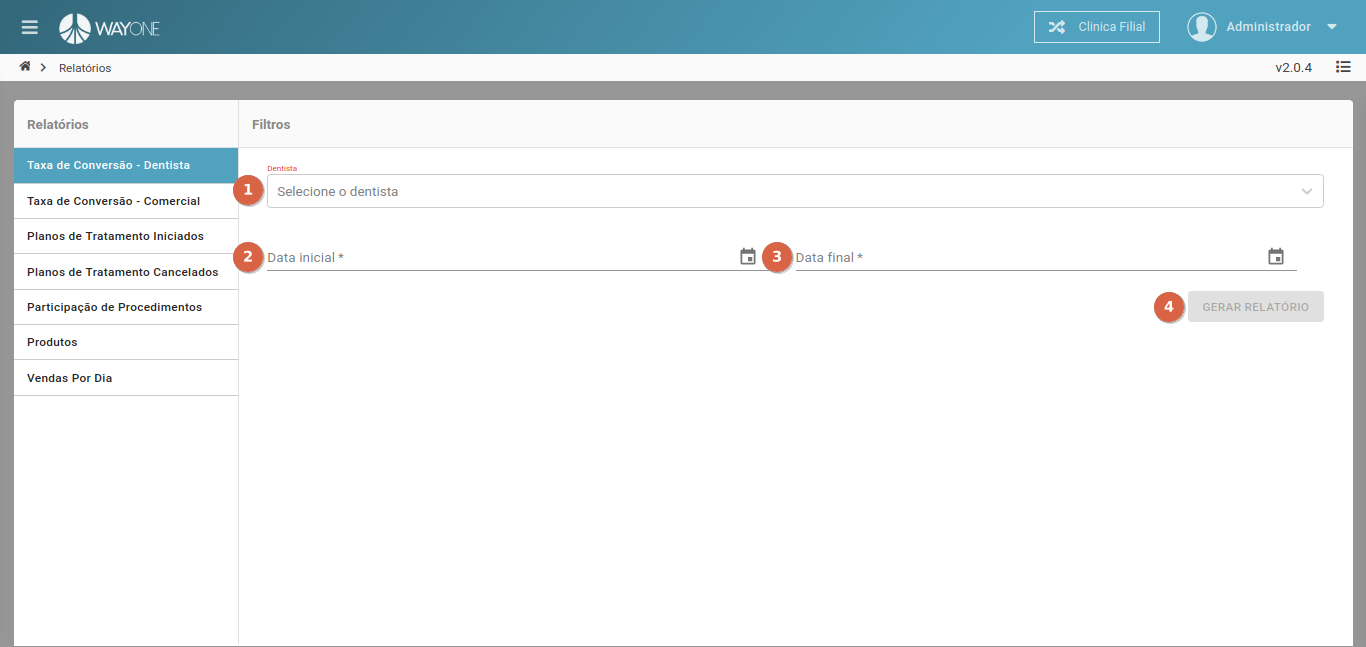 WAYONE
Clinica Filial
Administrador
Relatórios
v2.0.4
Relatórios
Filtros
Taxa de Conversão - Dentista
Taxa de Conversão - Comercial
Planos de Tratamento Iniciados
Planos de Tratamento Cancelados
Participação de Procedimentos
Produtos
Vendas Por Dia
Dentista
1
Selecione o dentista
2
Data inicial *
3
Data final *
4
GERAR RELATÓRIO